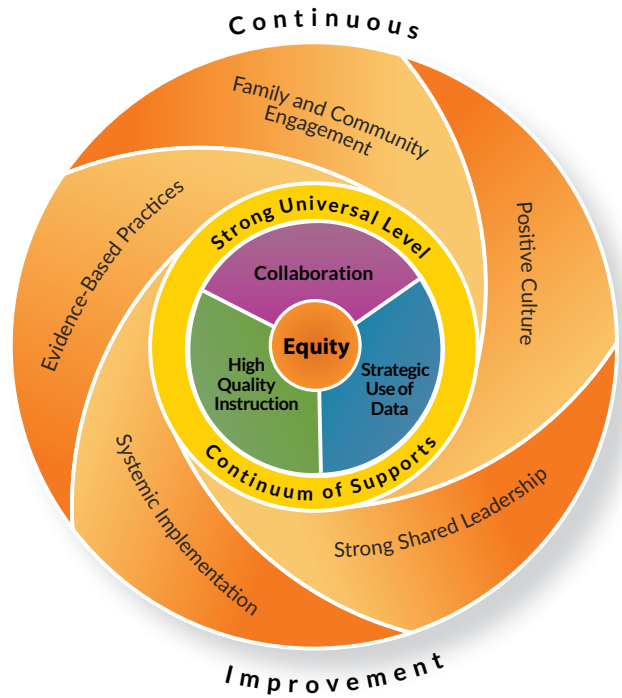 Continuous
Family and Community
Engagement
Positive Culture
Evidence-Based Practices
Strong Universal Level
Collaboration
Equity
High
Quality
Instruction
Strategic
Use of
Data
Continuum of Supports
Systemic Implementation
Strong Shared Leadership
Improvement